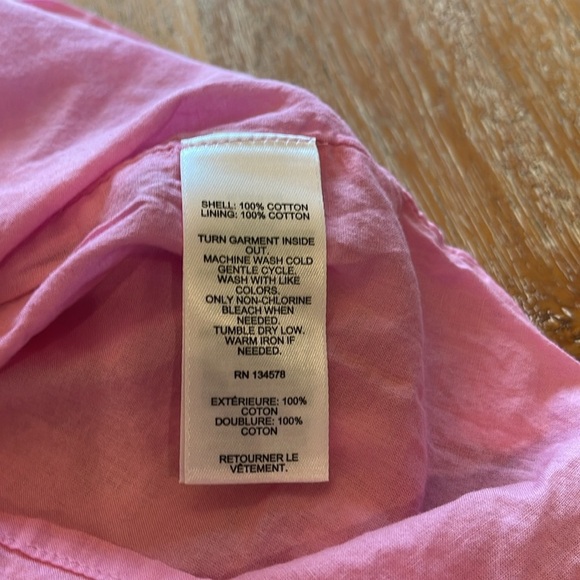 SHELL: 100% COTTON
LINING: 100% COTTON
TURN GARMENT INSIDE
OUT.
MACHINE WASH COLD
GENTLE CYCLE.
WASH WITH LIKE
COLORS.
ONLY NON-CHLORINE
BLEACH WHEN
NEEDED.
TUMBLE DRY LOW.
WARM IRON IF
NEEDED.
RN 134578
EXTÉRIEURE: 100%
COTON
DOUBLURE: 100%
COTON
RETOURNER LE
VÊTEMENT.